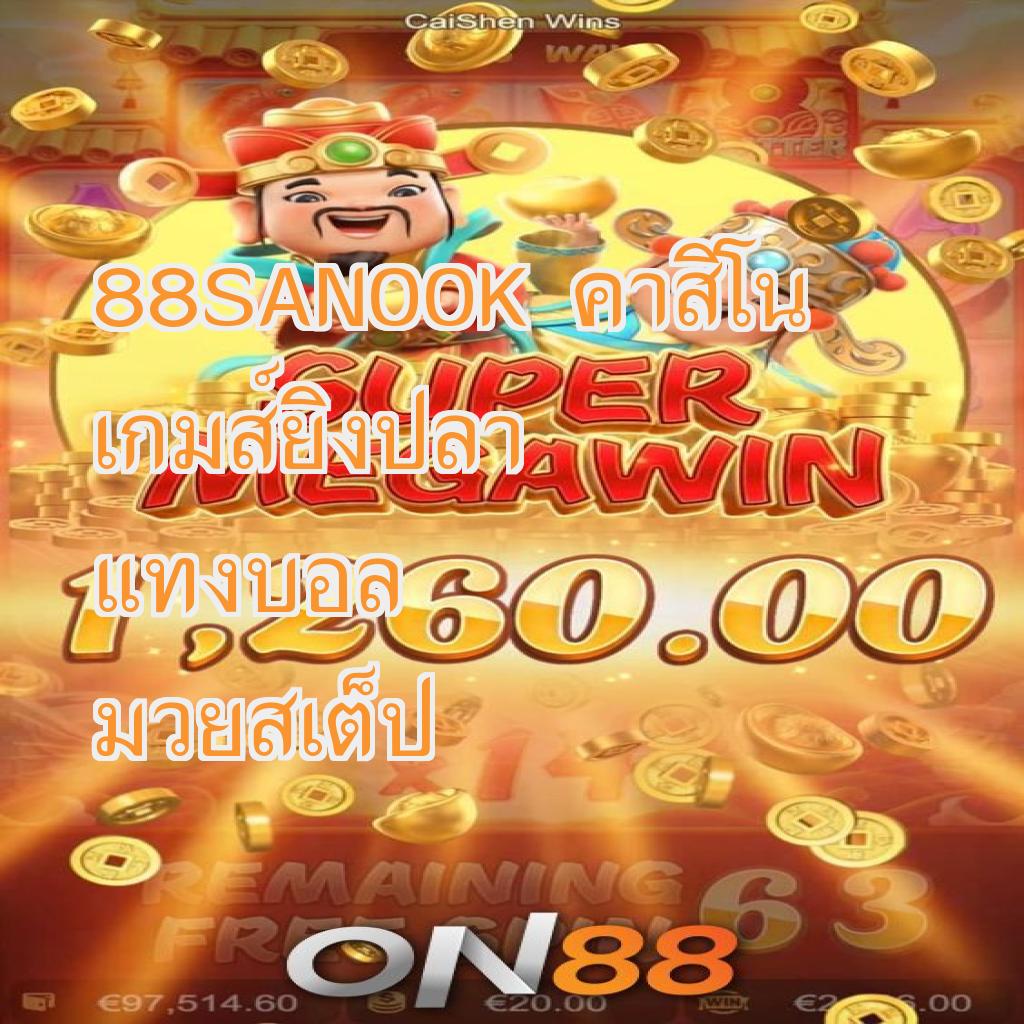 CaiShen Wins
88SANOOK คาสิโน
SUPER
เกมส์ยิงปลา
MEGAWIN
แทงบอล
1,260.00
มวยสเต็ป
REMAINING
FREE SPIN 63
ON88
€97,514.60 €20.00 WIN